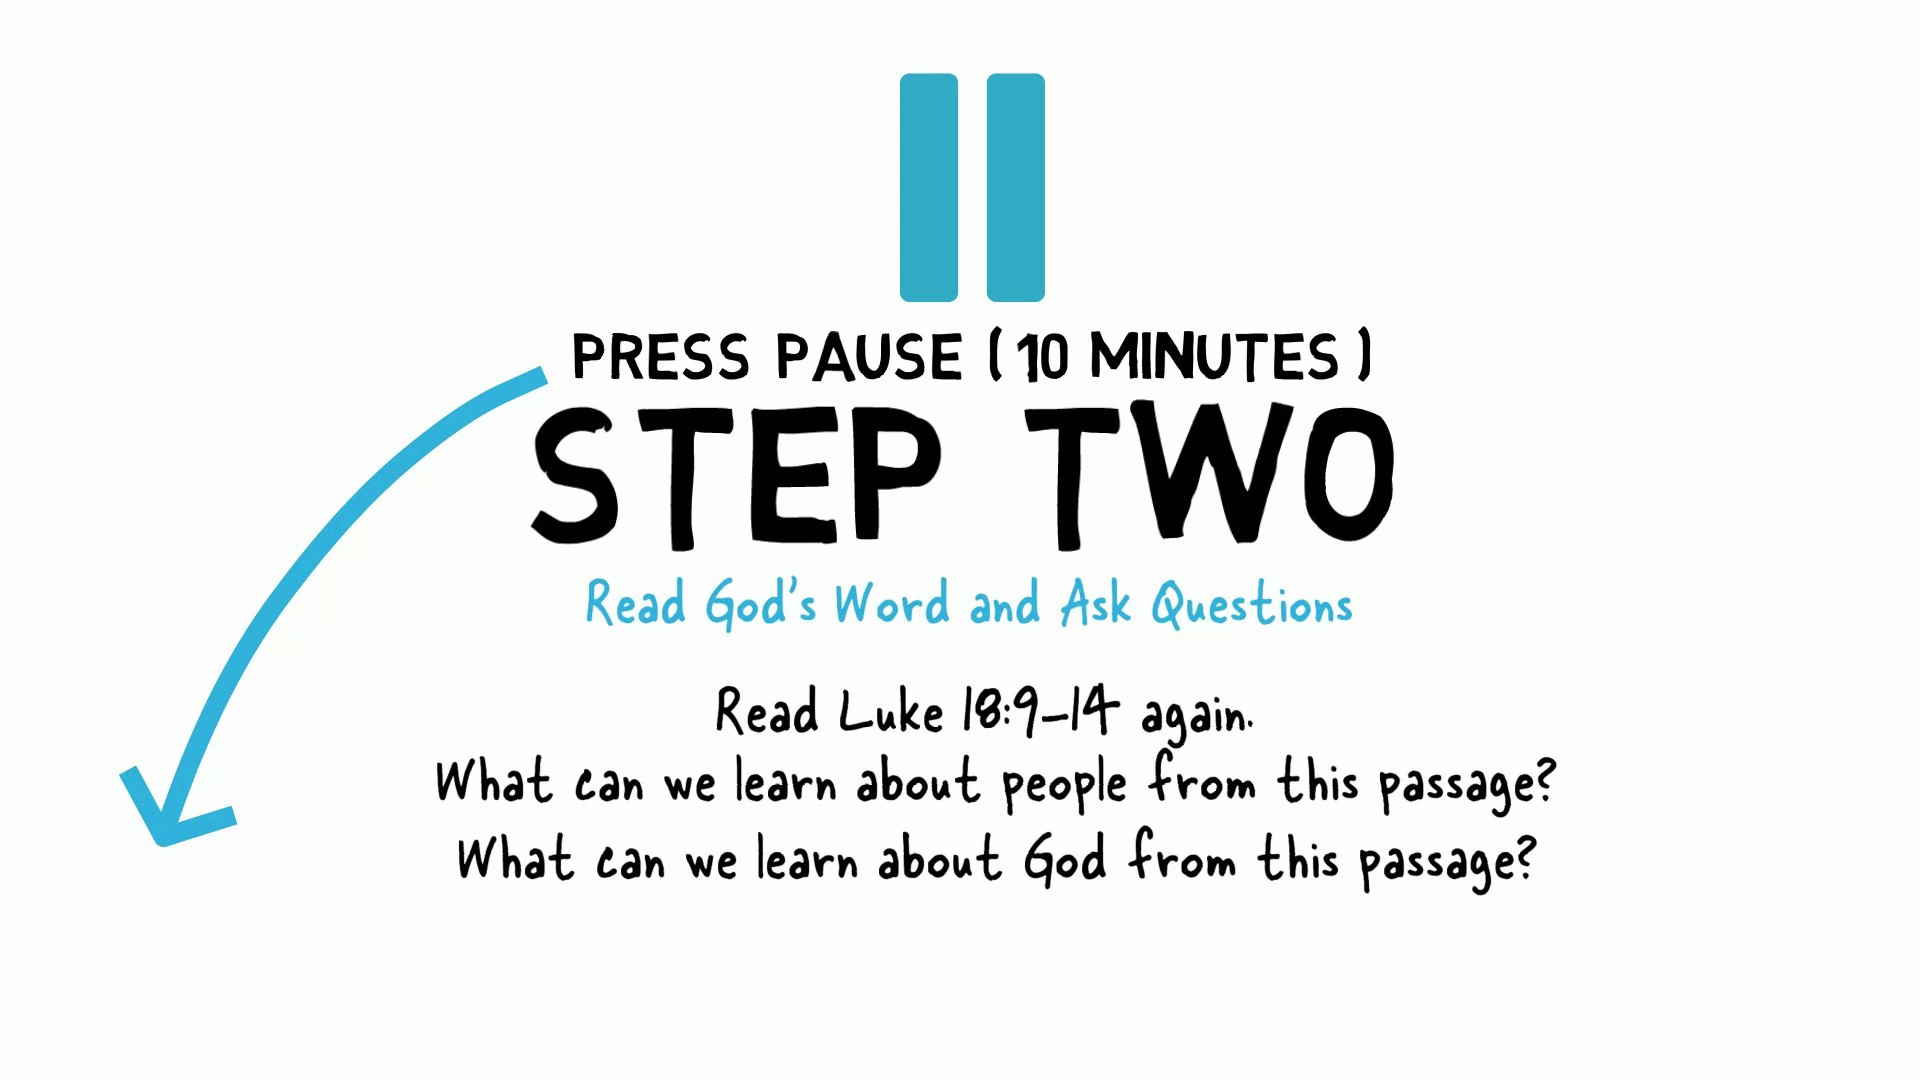 PRESS PAUSE (10 MINUTES)
STEP TWO
Read God's Word and Ask Questions
Read Luke 18:9-14 again.
What can we learn about people from this passage?
What can we learn about God from this passage?